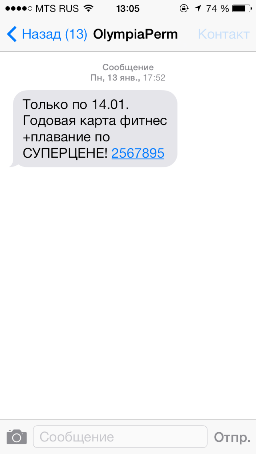 MTS RUS 13:05 74 %
Назад (13) OlympiaPerm Контакт
Сообщение
Пн, 13 янв., 17:52
Только по 14.01.
Годовая карта фитнес
+плавание по
СУПЕРЦЕНЕ! 2567895
Сообщение Отпр.